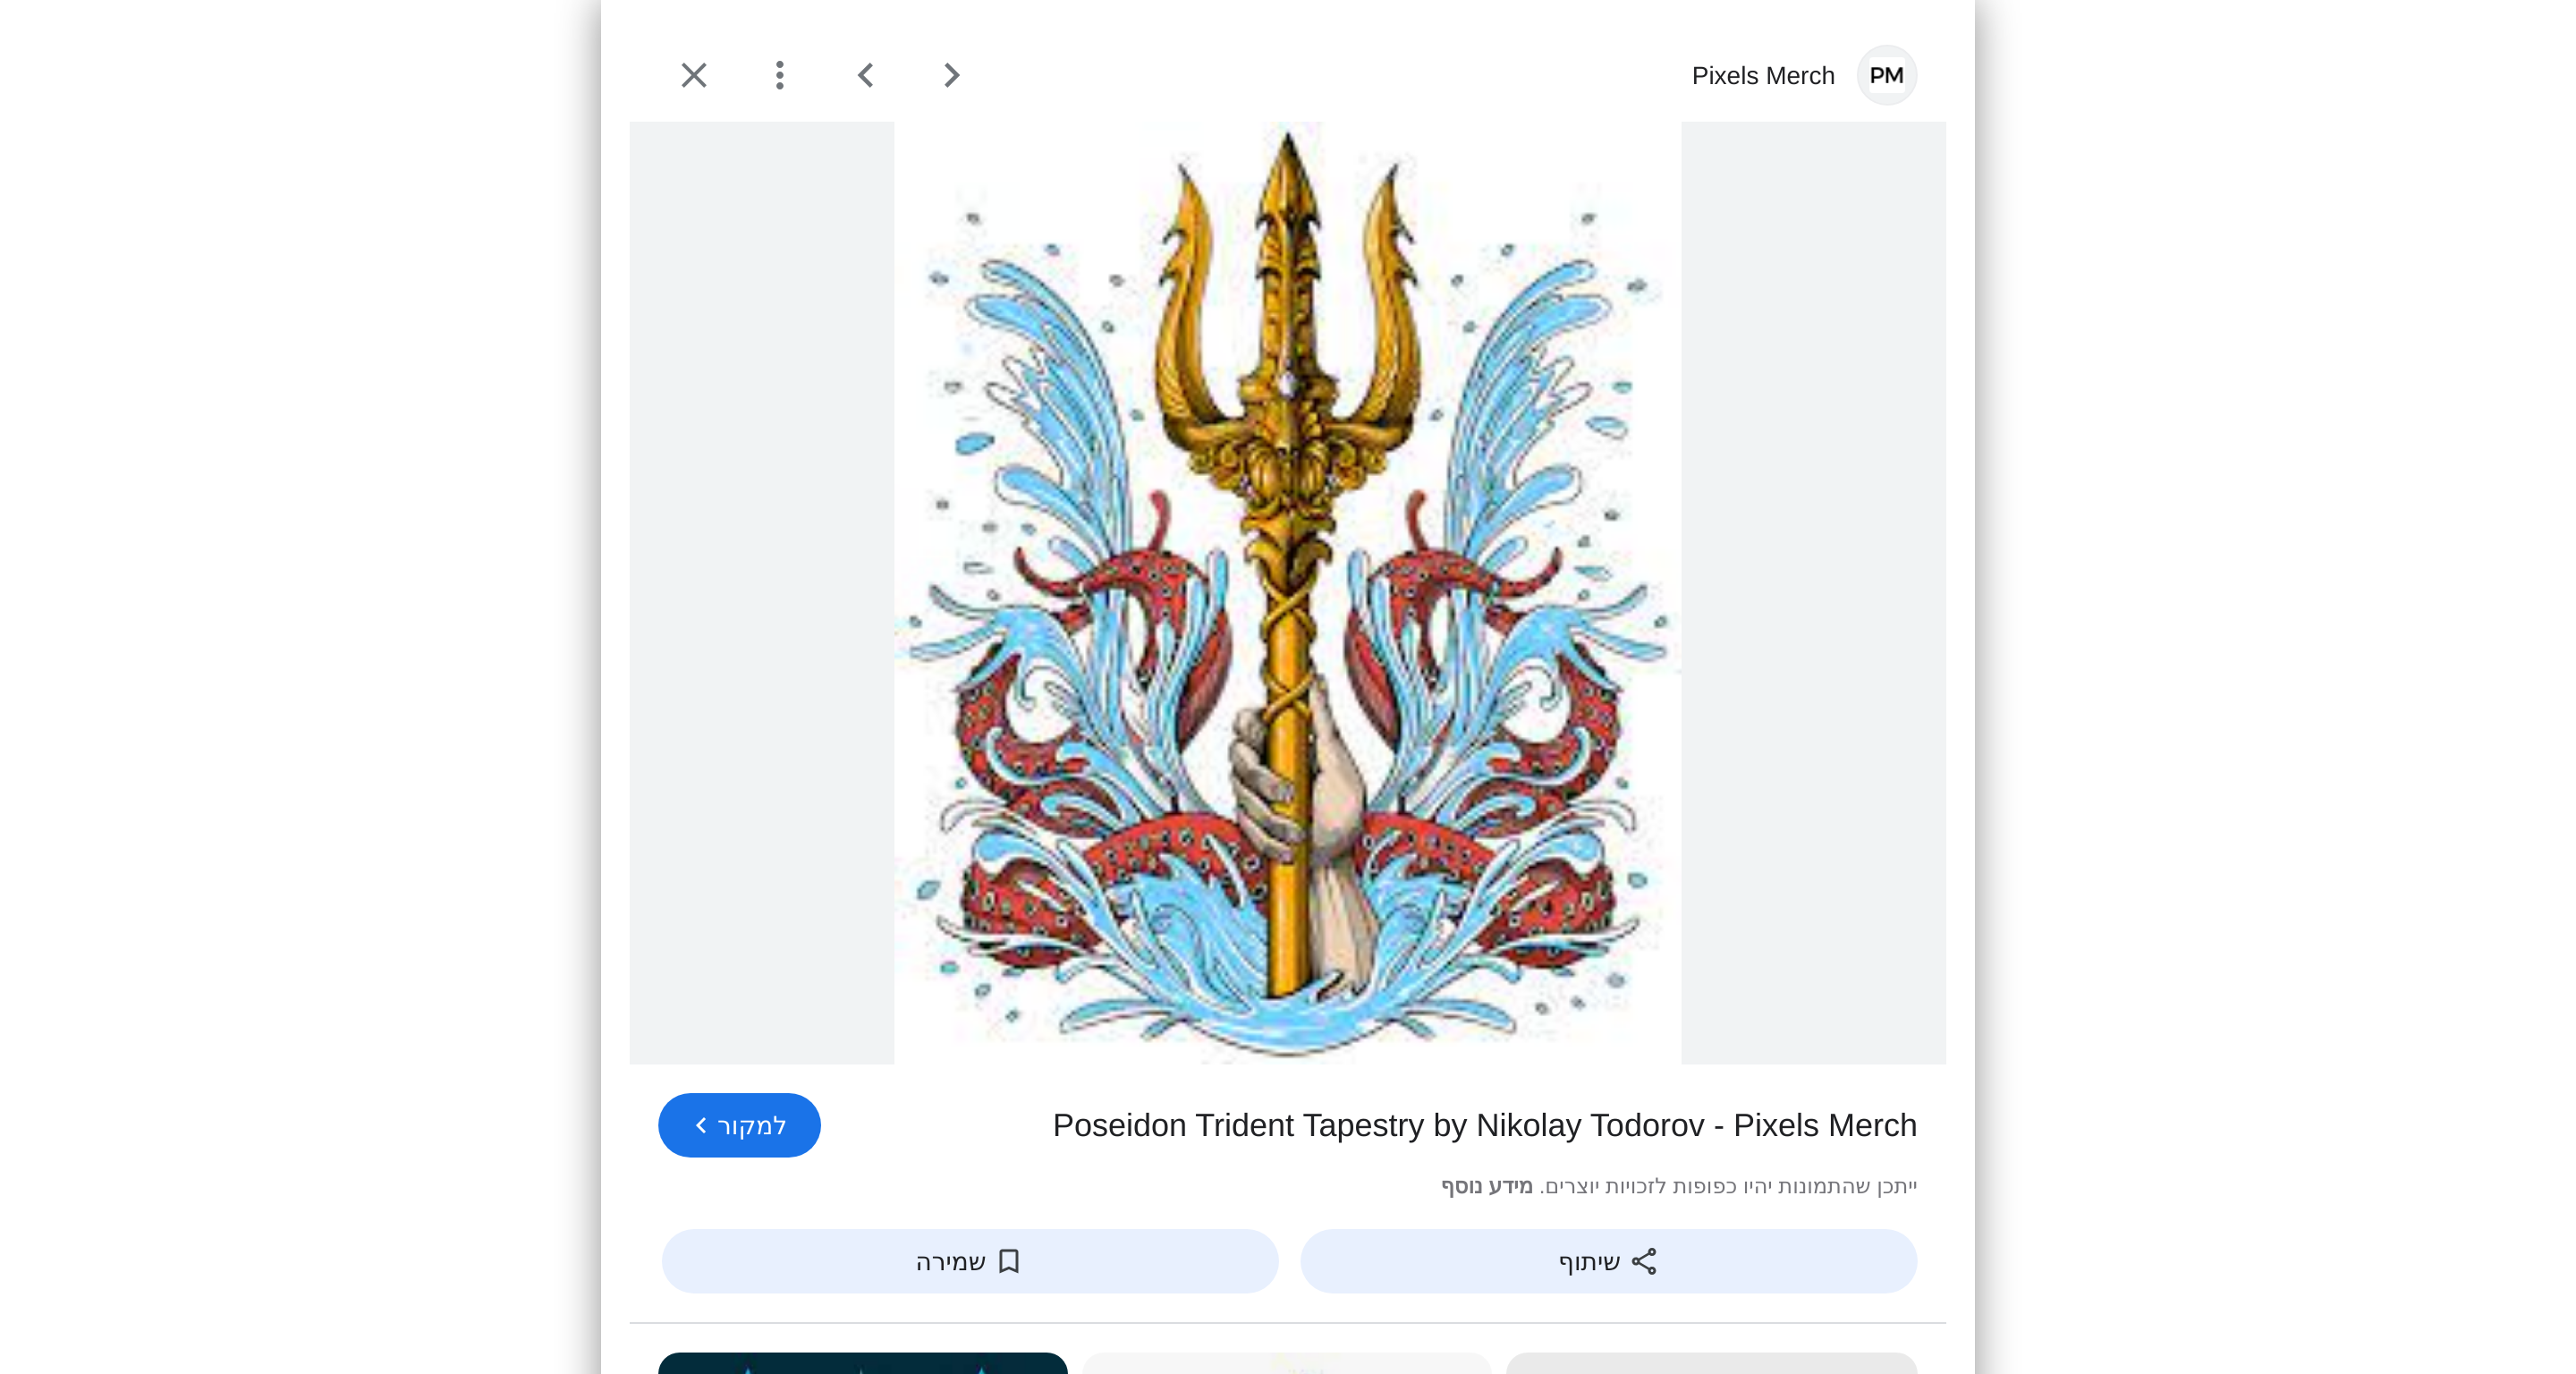 Pixels Merch
PM
Poseidon Trident Tapestry by Nikolay Todorov - Pixels Merch
למקור
ייתכן שהתמונות יהיו כפופות לזכויות יוצרים. מידע נוסף
שיתוף
שמירה